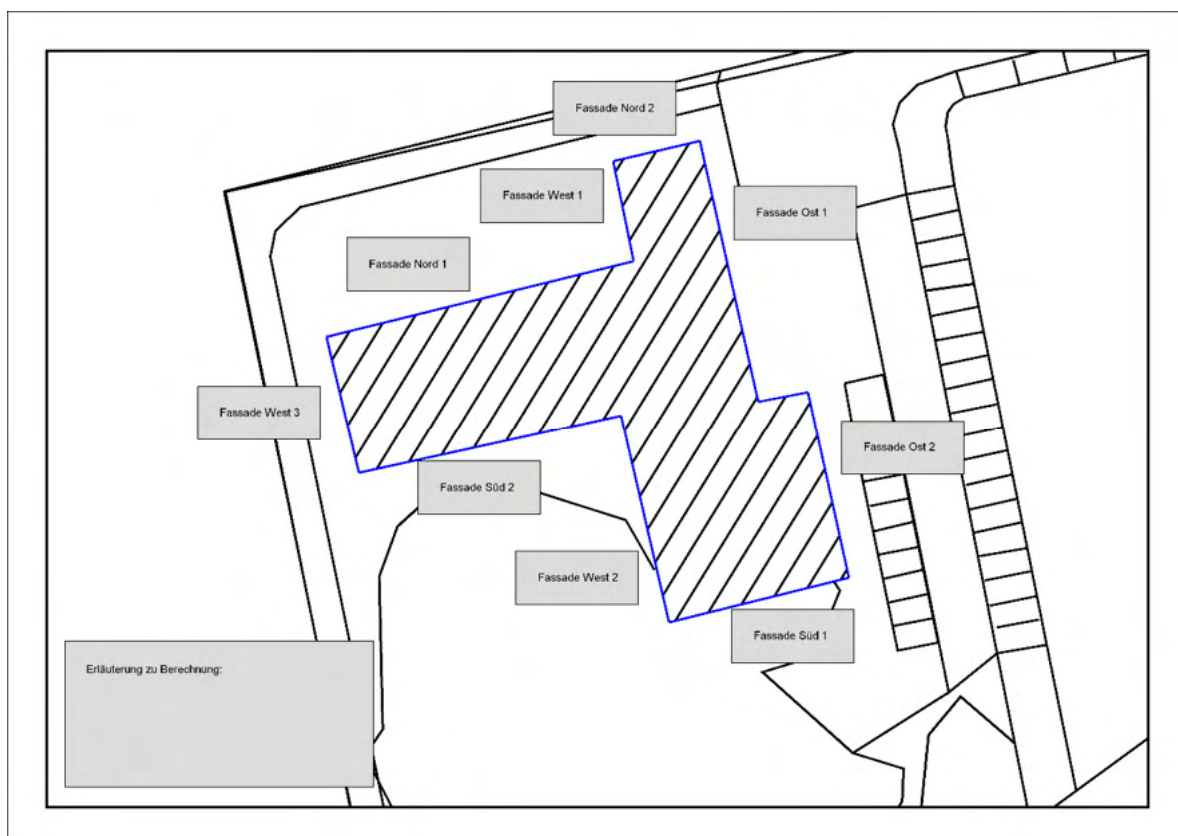 Fassade Nord 2
Fassade West 1
Fassade Ost 1
Fassade Nord 1
Fassade West 3
Fassade Ost 2
Fassade Süd 2
Fassade West 2
Fassade Süd 1
Erläuterung zu Berechnung: